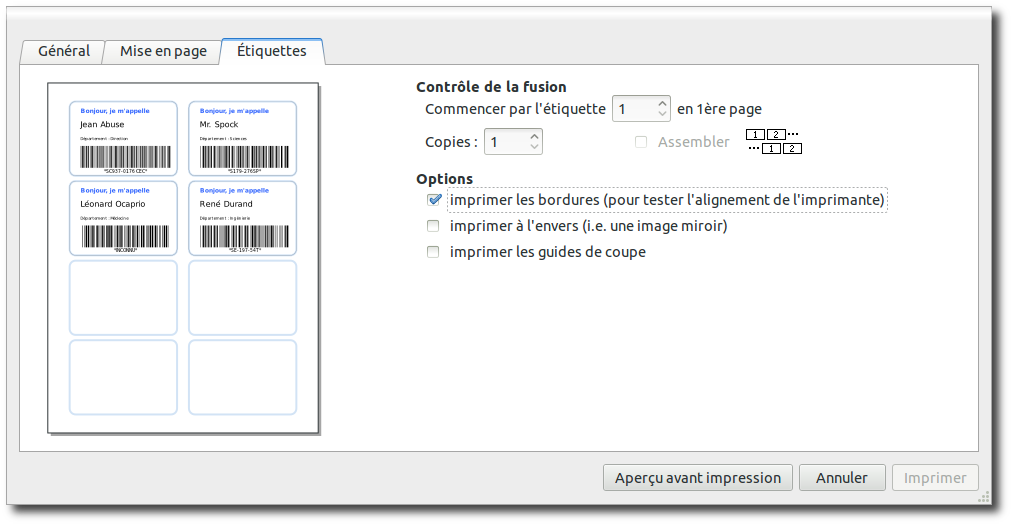 Général Mise en page Étiquettes
Contrôle de la fusion
Commencer par l'étiquette 1 en 1ère page
Copies : 1 Assembler 1 2 ...
... 1 2
Options
imprimer les bordures (pour tester l'alignement de l'imprimante)
imprimer à l'envers (i.e. une image miroir)
imprimer les guides de coupe
Bonjour, je m'appelle
Jean Abuse
Département : Direction
*SC937-0176 CEC*
Bonjour, je m'appelle
Mr. Spock
Département : Sciences
*S179-276SP*
Bonjour, je m'appelle
Léonard Ocaprio
Département : Médecine
*INCONNU*
Bonjour, je m'appelle
René Durand
Département : Ingénierie
*SE-197-54T*
Aperçu avant impression Annuler Imprimer